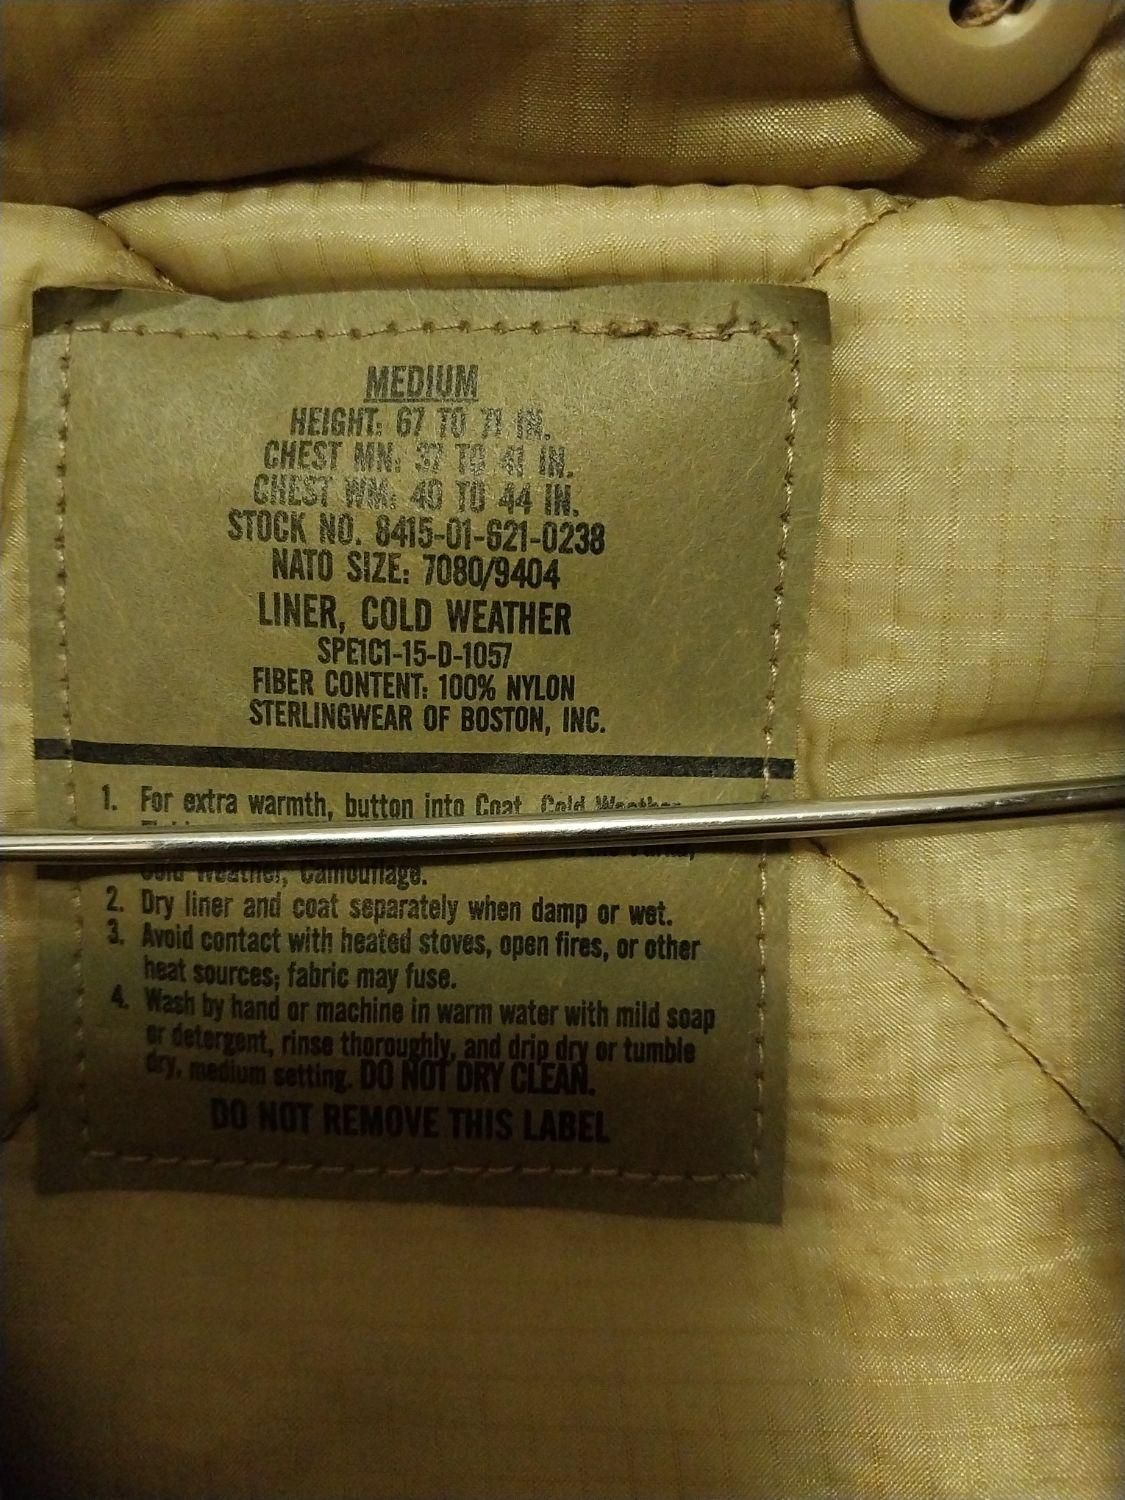 MEDIUM
HEIGHT: 67 TO 71 IN.
CHEST MN: 37 TO 41 IN.
CHEST WM: 40 TO 44 IN.
STOCK NO. 8415-01-621-0238
NATO SIZE: 7080/9404
LINER, COLD WEATHER
SPE1C1-15-D-1057
FIBER CONTENT: 100% NYLON
STERLINGWEAR OF BOSTON, INC.
1. For extra warmth, button into Coat, Cold Weather,
Cold Weather, Camouflage.
2. Dry liner and coat separately when damp or wet.
3. Avoid contact with heated stoves, open fires, or other
heat sources; fabric may fuse.
4. Wash by hand or machine in warm water with mild soap
or detergent, rinse thoroughly, and drip dry or tumble
dry, medium setting. DO NOT DRY CLEAN.
DO NOT REMOVE THIS LABEL